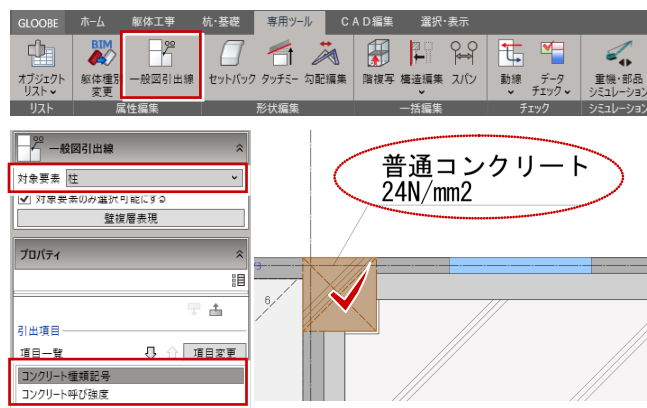 GLOOBE ホーム 躯体工事 杭・基礎 専用ツール CAD編集 選択・表示
BIM
オブジェクト 躯体種別 一般図引出線 セットバック タッチミー 勾配編集 階複写 構造編集 スパン 動線 データ 重機・部品
リスト 変更 チェック シミュレーション
リスト 属性編集 形状編集 一括編集 チェック シミュレーション
一般図引出線
対象要素 柱
対象要素のみ選択可能にする
壁複層表現
プロパティ
引出項目
項目一覧 項目変更
コンクリート種類記号
コンクリート呼び強度
普通コンクリート
24N/mm2
3
6